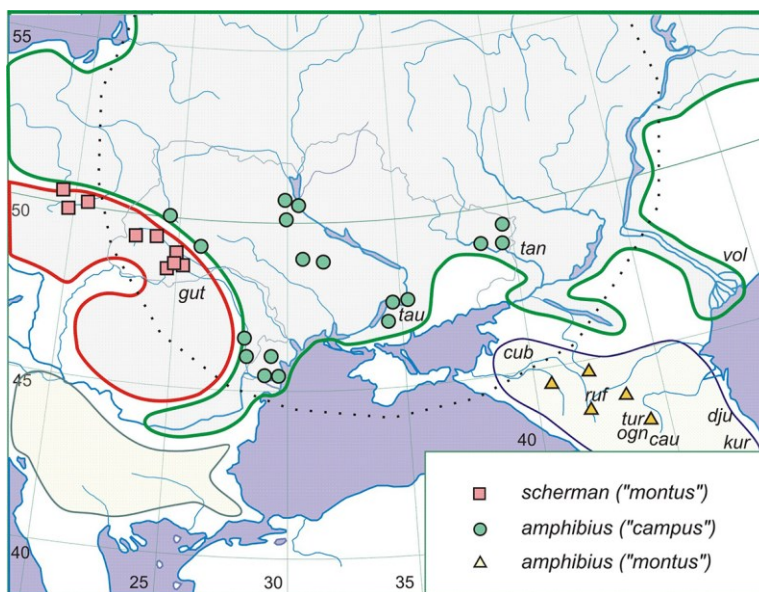 55
50
vol
tan
gut
tau
cub
45
ruf
tur
dju
40
ogn
cau
kur
scherman ("montus")
amphibius ("campus")
40
amphibius ("montus")
25
30
35